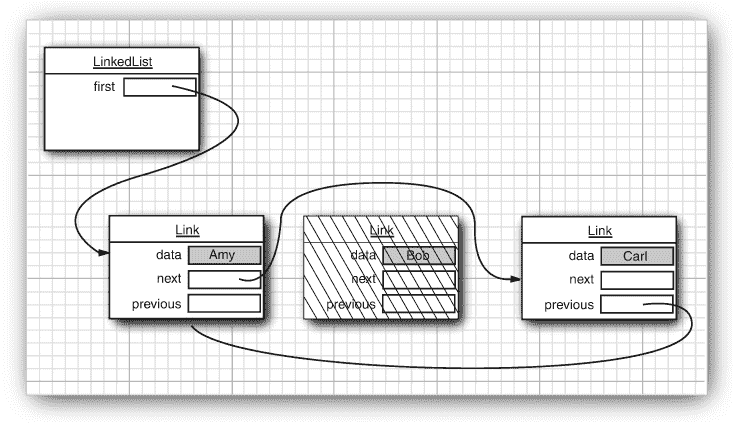 LinkedList
first
Link
data Amy
next
previous
Link
data Bob
next
previous
Link
data Carl
next
previous